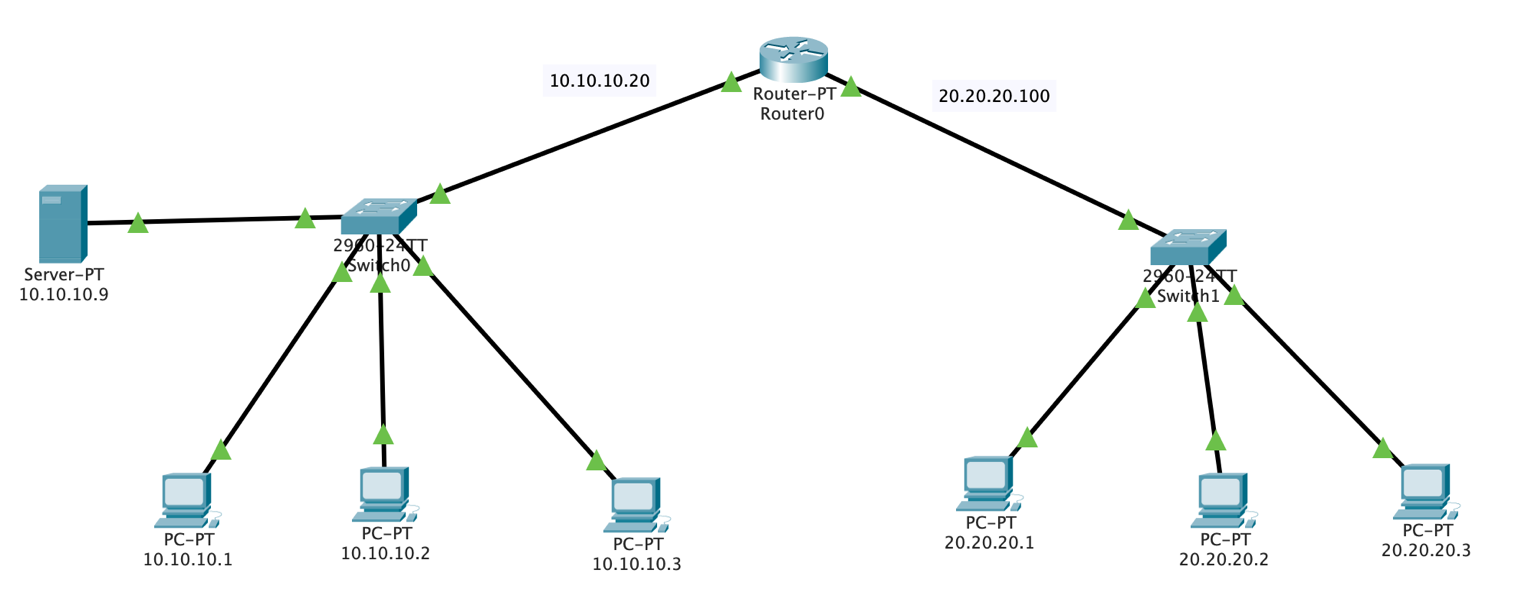 10.10.10.20
Router-PT
Router0
20.20.20.100
Server-PT
10.10.10.9
2960-24TT
Switch0
2960-24TT
Switch1
PC-PT
10.10.10.1
PC-PT
10.10.10.2
PC-PT
10.10.10.3
PC-PT
20.20.20.1
PC-PT
20.20.20.2
PC-PT
20.20.20.3